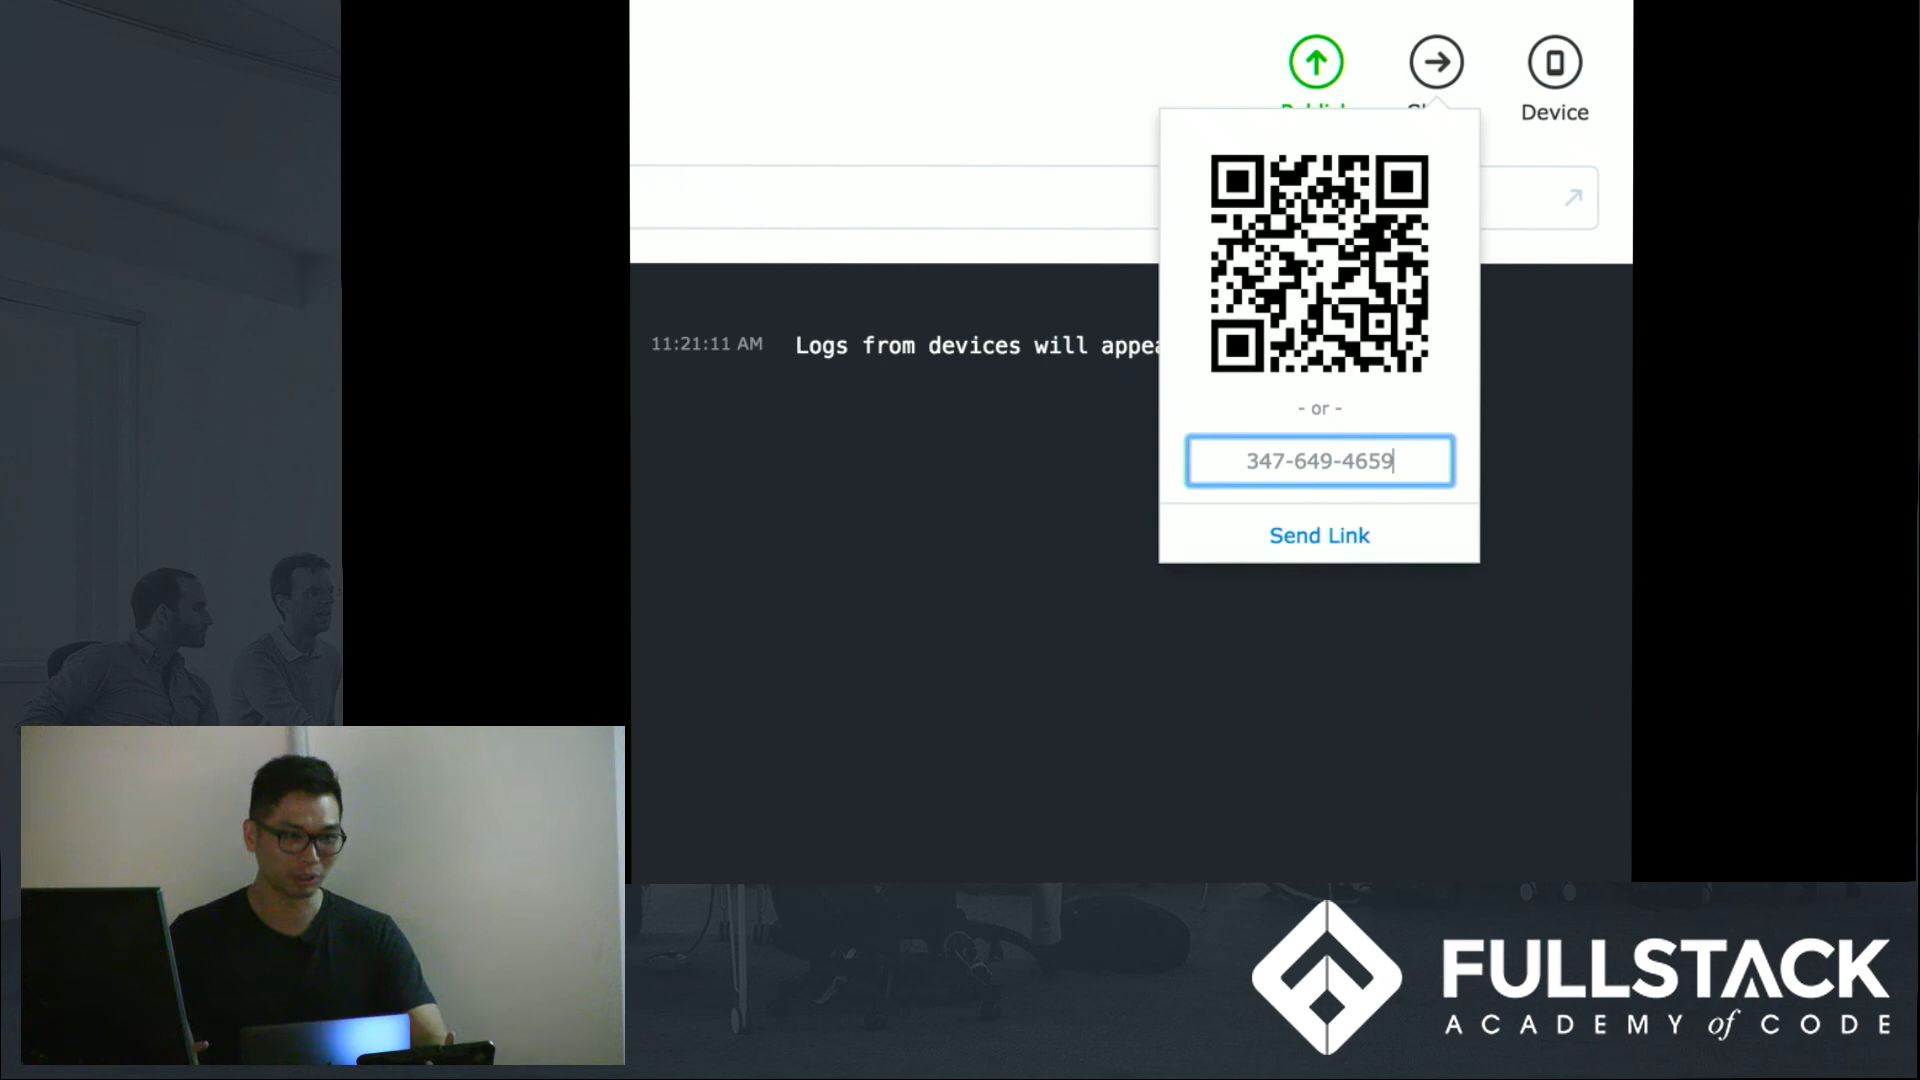 Device
11:21:11 AM Logs from devices will appea
- or -
347-649-4659
Send Link
FULLSTACK
ACADEMY of CODE